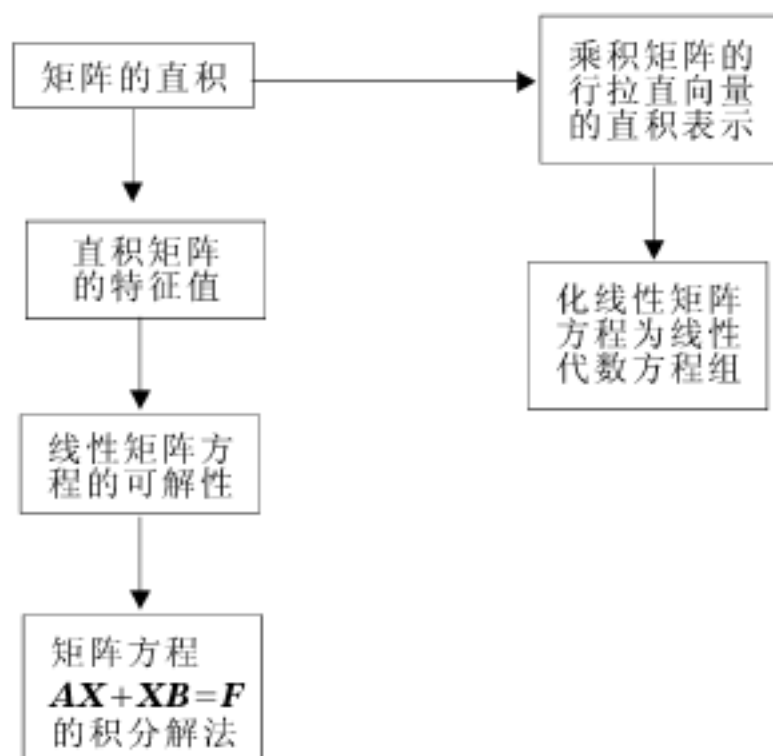 矩阵的直积
乘积矩阵的
行拉直向量
的直积表示
直积矩阵
的特征值
化线性矩阵
方程为线性
代数方程组
线性矩阵方
程的可解性
矩阵方程
AX+XB=F
的积分解法